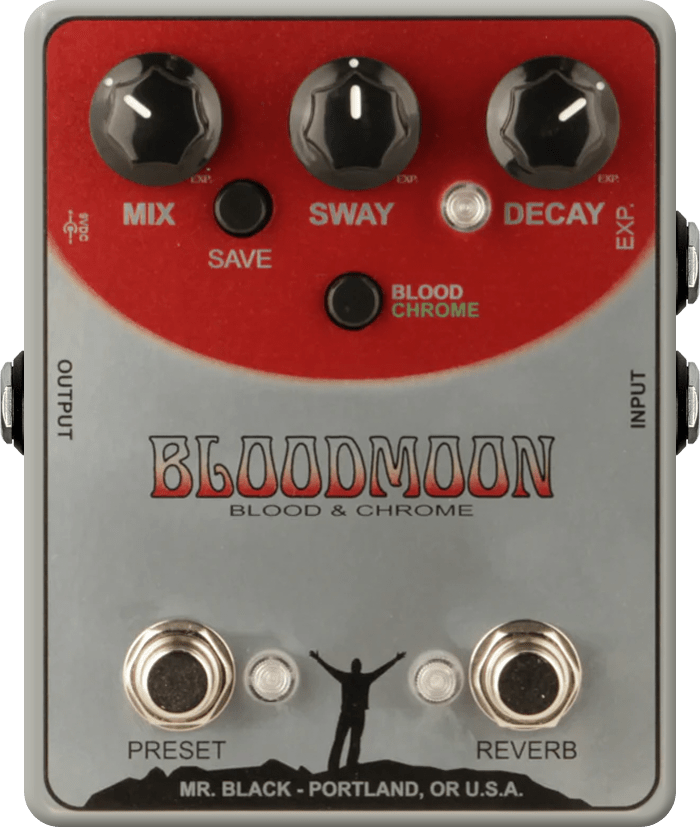 EXP.
EXP.
EXP.
MIX
SWAY
DECAY
EXP.
9VDC
SAVE
BLOOD
CHROME
OUTPUT
INPUT
BLOODMOON
BLOOD & CHROME
PRESET
REVERB
MR. BLACK - PORTLAND, OR U.S.A.